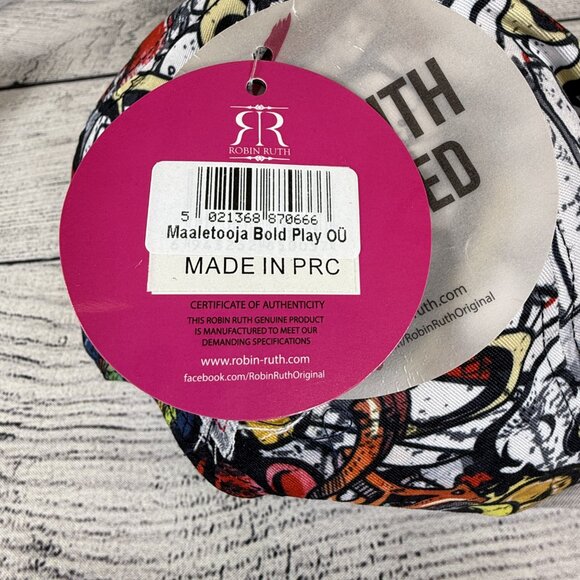 RR
ROBIN RUTH
5 021368 870666
Maaletooja Bold Play OÜ
MADE IN PRC
CERTIFICATE OF AUTHENTICITY
THIS ROBIN RUTH GENUINE PRODUCT
IS MANUFACTURED TO MEET OUR
DEMANDING SPECIFICATIONS
www.robin-ruth.com
facebook.com/RobinRuthOriginal
UTH
ED
ruth.com
RobinRuthOriginal